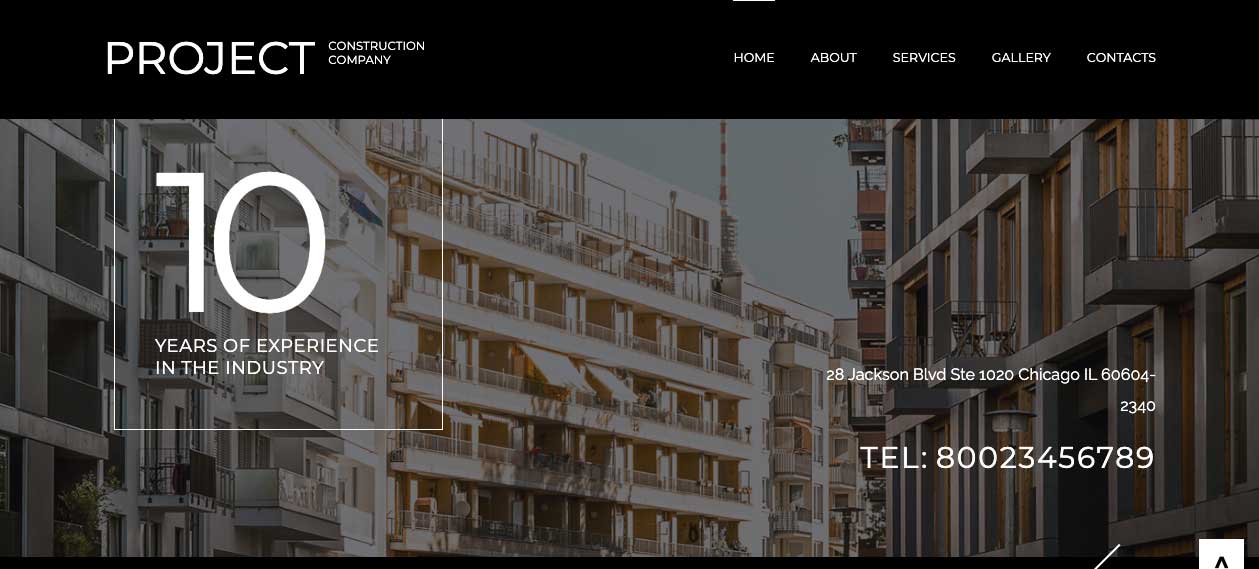 PROJECT
CONSTRUCTION
COMPANY
HOME ABOUT SERVICES GALLERY CONTACTS
10
YEARS OF EXPERIENCE
IN THE INDUSTRY
28 Jackson Blvd Ste 1020 Chicago IL 60604-
2340
TEL: 80023456789